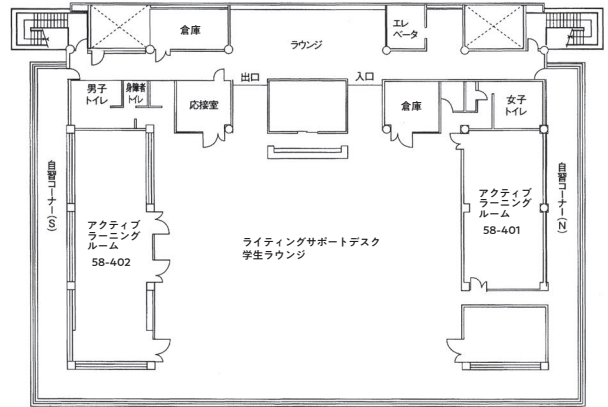 倉庫
ラウンジ
エレ
ベータ
出口
入口
男子
トイレ
身障者
トイレ
応接室
倉庫
女子
トイレ
自習コーナー(S)
アクティブ
ラーニング
ルーム
58-402
ライティングサポートデスク
学生ラウンジ
アクティブ
ラーニング
ルーム
58-401
自習コーナー(N)